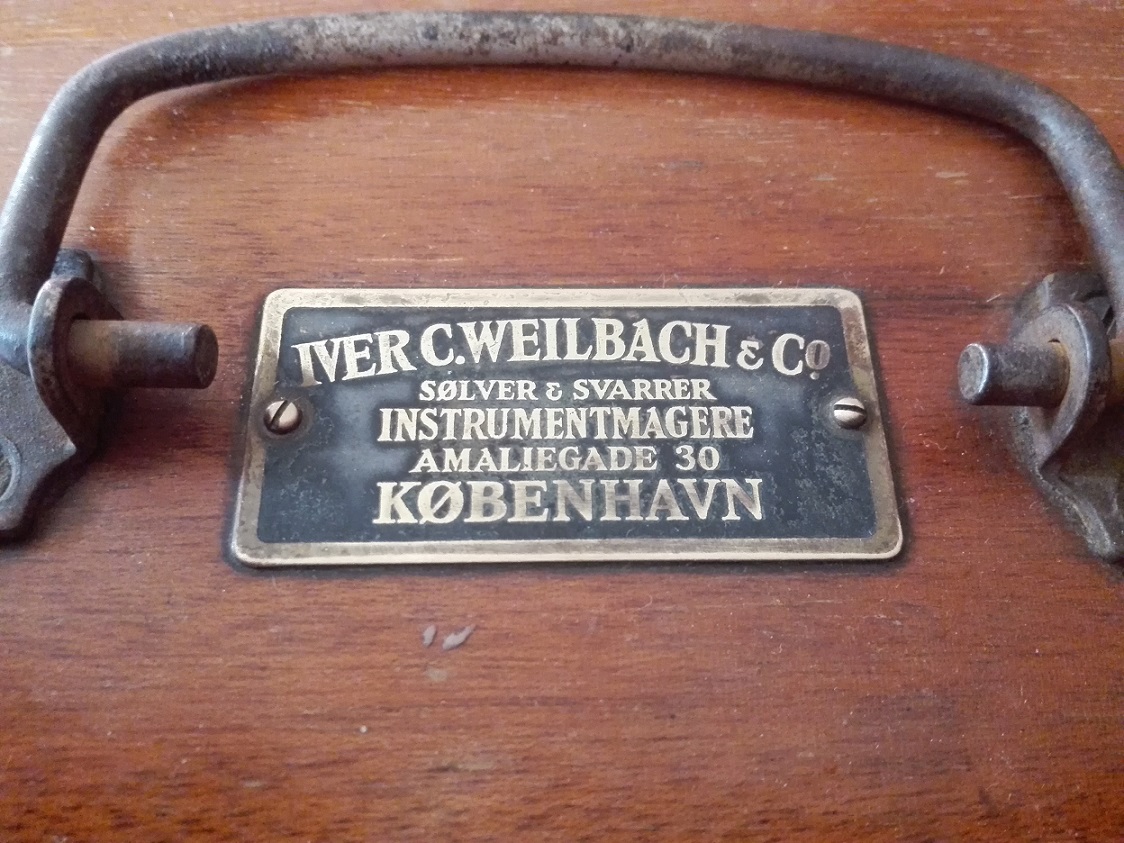 IVER C. WEILBACH & Co
SØLVER & SVARRER
INSTRUMENTMAGERE
AMALIEGADE 30
KØBENHAVN